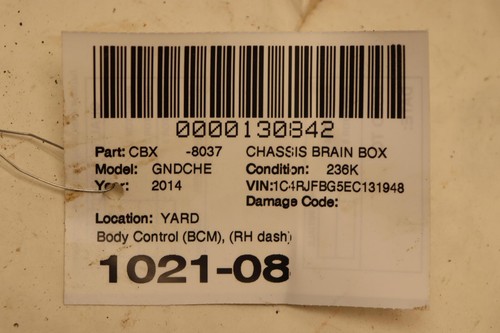 0000130842
Part: CBX -8037 CHASSIS BRAIN BOX
Model: GNDCHE Condition: 236K
Year: 2014 VIN:1C4RJFBG5EC131948
Damage Code:
Location: YARD
Body Control (BCM), (RH dash)
1021-08